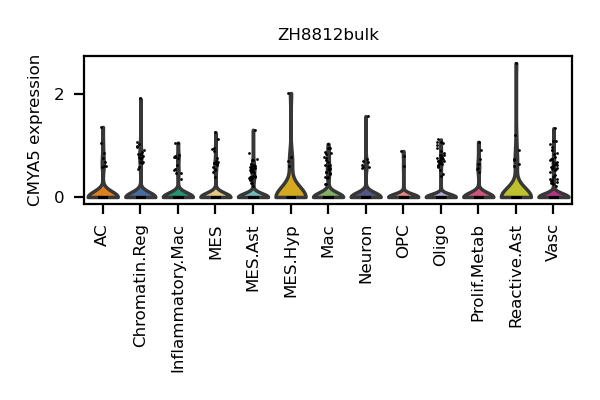 ZH8812bulk
CMYA5 expression
2
0
AC
Chromatin.Reg
Inflammatory.Mac
MES
MES.Ast
MES.Hyp
Mac
Neuron
OPC
Oligo
Prolif.Metab
Reactive.Ast
Vasc